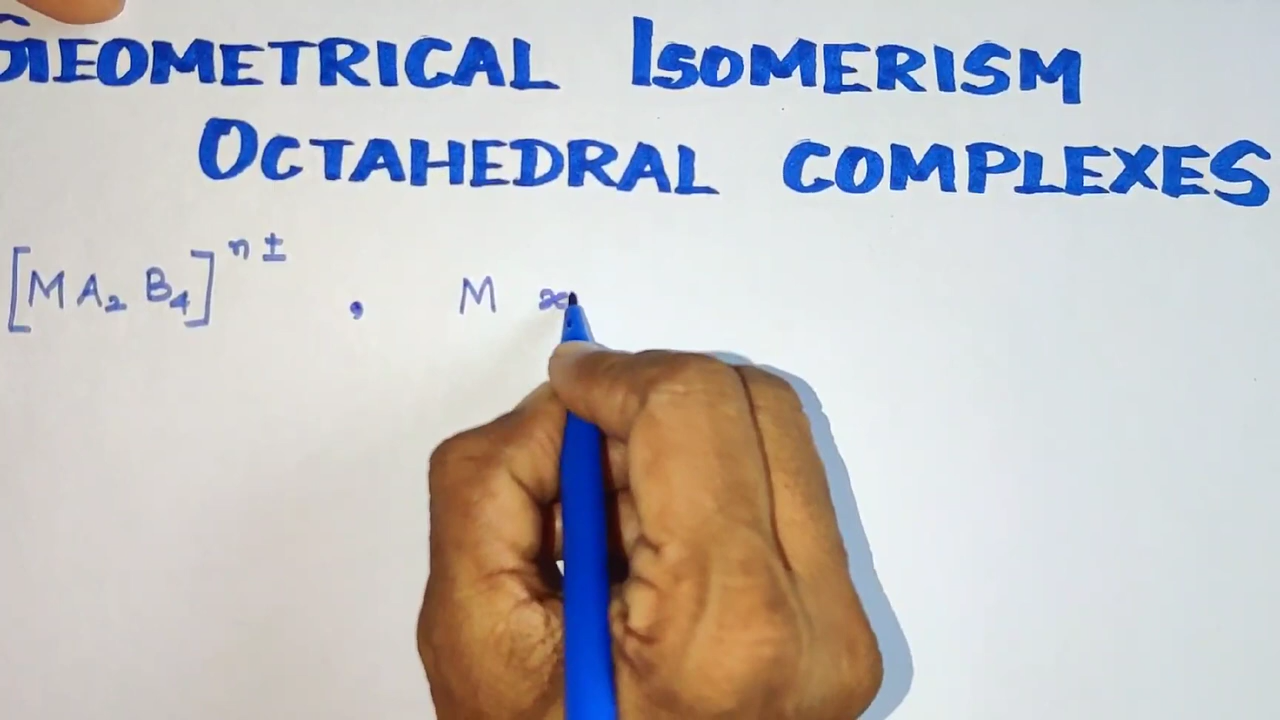 GEOMETRICAL ISOMERISM
OCTAHEDRAL COMPLEXES
[MA₂ B₄]ⁿ± , M